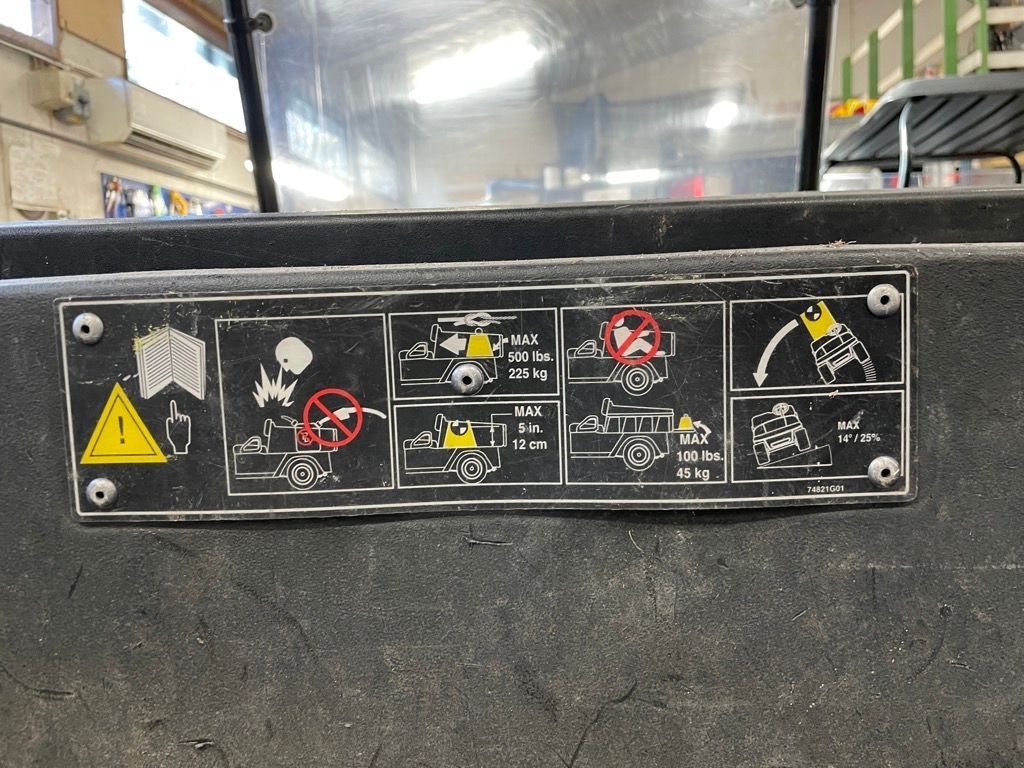 MAX
500 lbs.
225 kg
MAX
5 in.
12 cm
MAX
100 lbs.
45 kg
MAX
14° / 25%
74821G01
!